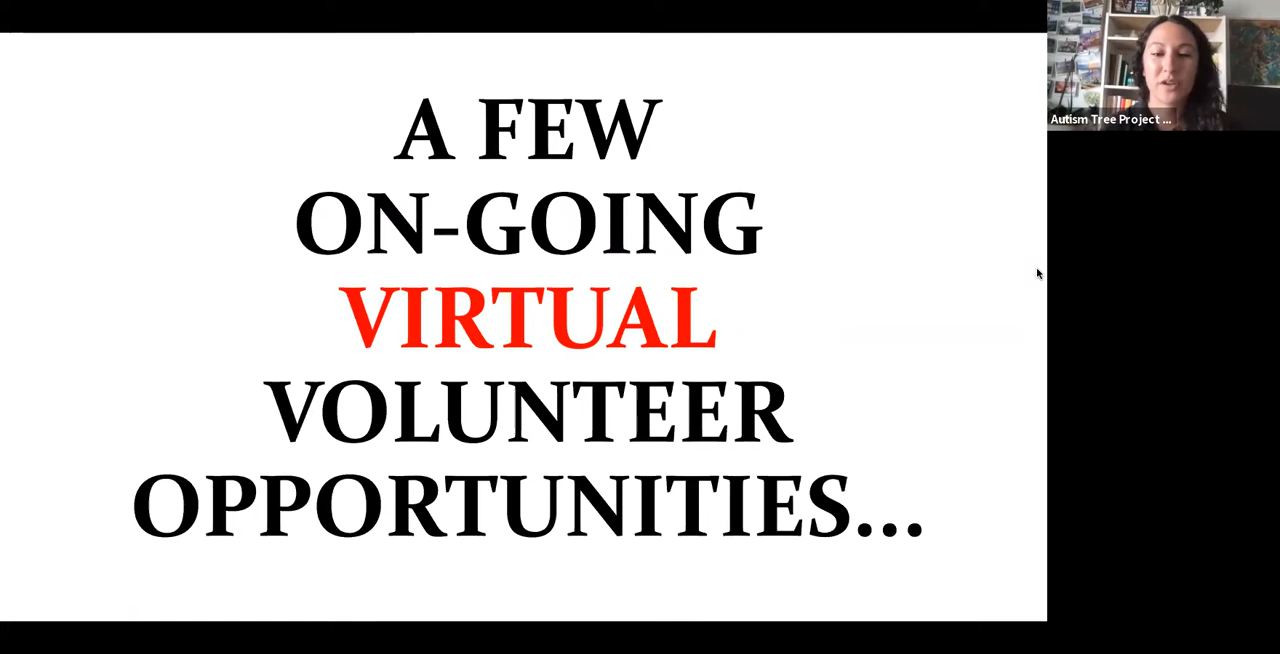 A FEW
ON-GOING
VIRTUAL
VOLUNTEER
OPPORTUNITIES...
Autism Tree Project ...